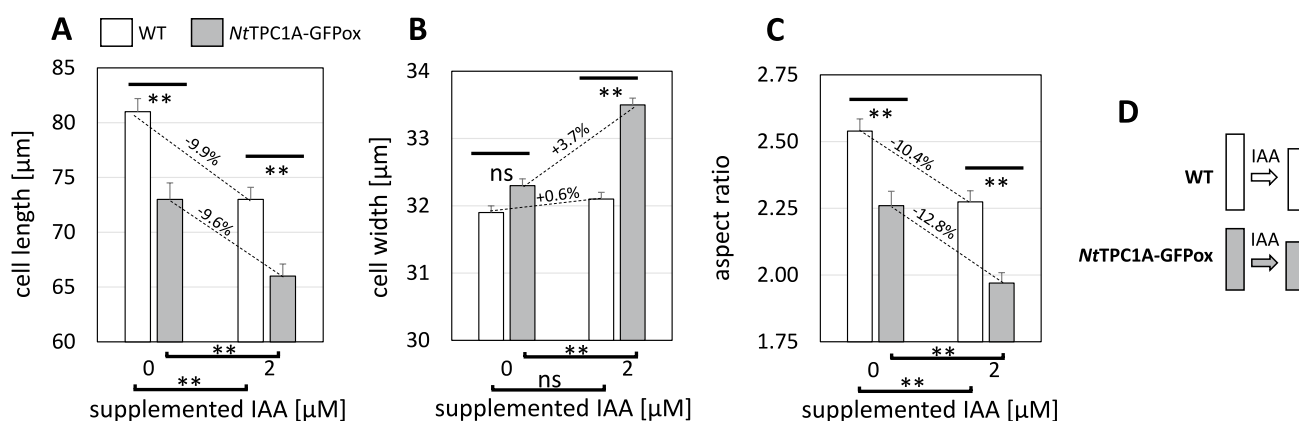 A
WT
NtTPC1A-GFPox
85
80
75
70
65
60
cell length [µm]
**
-9.9%
**
-9.6%
**
0
2
**
supplemented IAA [µM]
B
34
33
32
31
30
cell width [µm]
ns
+3.7%
**
+0.6%
**
0
2
ns
supplemented IAA [µM]
C
2.75
2.50
2.25
2.00
1.75
aspect ratio
**
-10.4%
**
-12.8%
**
0
2
**
supplemented IAA [µM]
D
WT
IAA
NtTPC1A-GFPox
IAA